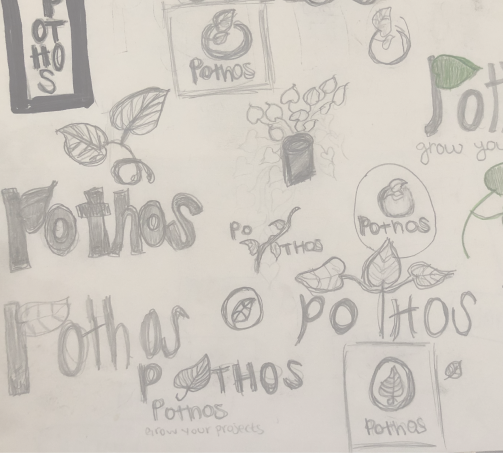 P
OT
HO
S
Pothos
Pot
grow you
Pothos
Po THOS
Pothos
Pothos
POTHOS
POTHOS
Pothos
Grow your projects
Pothos